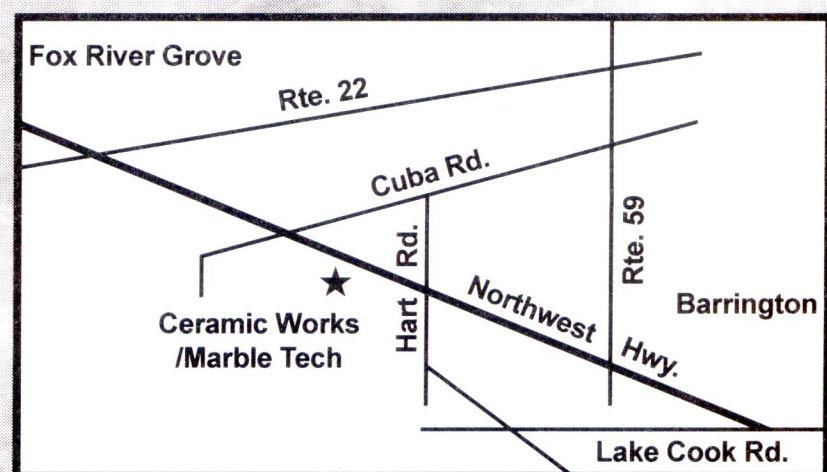 Fox River Grove
Rte. 22
Cuba Rd.
Rte. 59
Hart Rd.
Northwest Hwy.
Barrington
Ceramic Works
/Marble Tech
Lake Cook Rd.